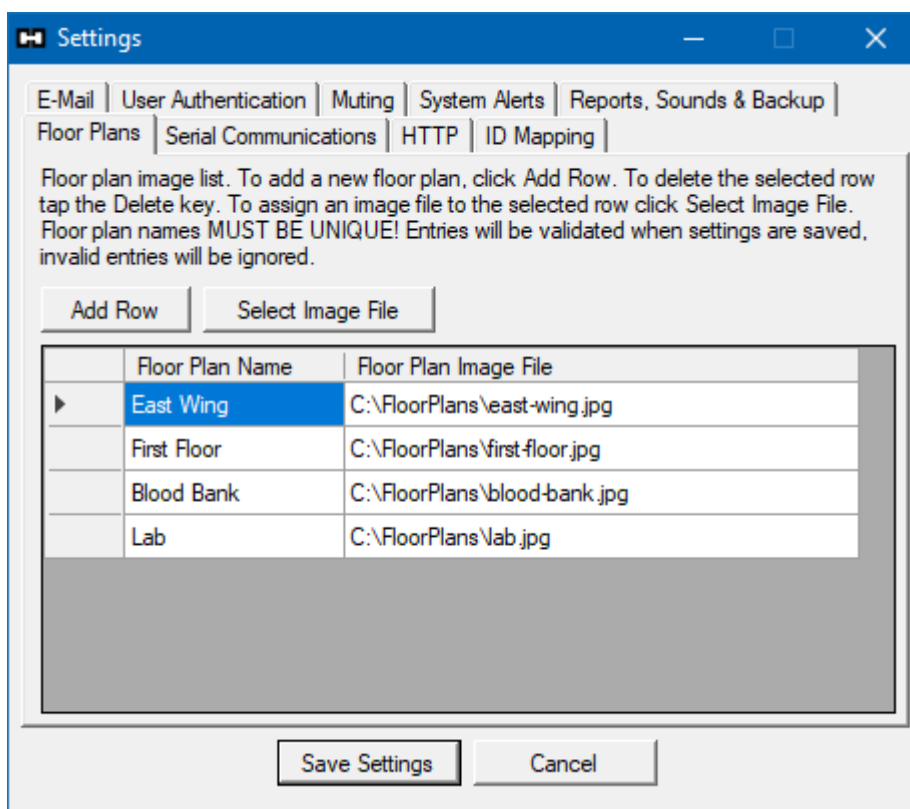 Settings
E-Mail User Authentication Muting System Alerts Reports, Sounds & Backup
Floor Plans Serial Communications HTTP ID Mapping
Floor plan image list. To add a new floor plan, click Add Row. To delete the selected row
tap the Delete key. To assign an image file to the selected row click Select Image File.
Floor plan names MUST BE UNIQUE! Entries will be validated when settings are saved,
invalid entries will be ignored.
Add Row Select Image File
Floor Plan Name Floor Plan Image File
East Wing C:\FloorPlans\east-wing.jpg
First Floor C:\FloorPlans\first-floor.jpg
Blood Bank C:\FloorPlans\blood-bank.jpg
Lab C:\FloorPlans\lab.jpg
Save Settings Cancel